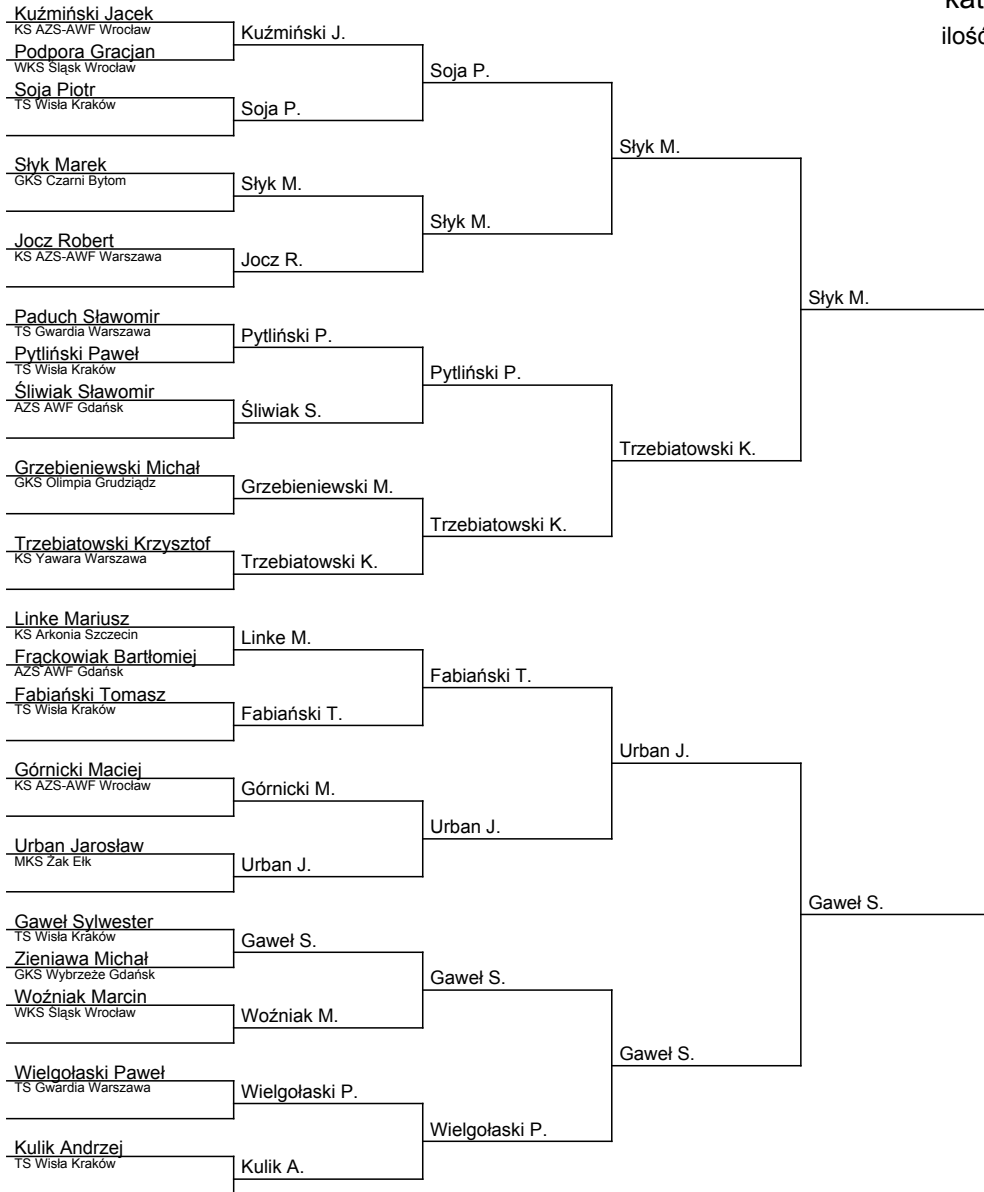 kat
ilość
Kuźmiński Jacek
KS AZS-AWF Wrocław
Podpora Gracjan
WKS Śląsk Wrocław
Soja Piotr
TS Wisła Kraków
Słyk Marek
GKS Czarni Bytom
Jocz Robert
KS AZS-AWF Warszawa
Paduch Sławomir
TS Gwardia Warszawa
Pytliński Paweł
TS Wisła Kraków
Śliwiak Sławomir
AZS AWF Gdańsk
Grzebieniewski Michał
GKS Olimpia Grudziądz
Trzebiatowski Krzysztof
KS Yawara Warszawa
Linke Mariusz
KS Arkonia Szczecin
Frąckowiak Bartłomiej
AZS AWF Gdańsk
Fabiański Tomasz
TS Wisła Kraków
Górnicki Maciej
KS AZS-AWF Wrocław
Urban Jarosław
MKS Żak Ełk
Gaweł Sylwester
TS Wisła Kraków
Zieniawa Michał
GKS Wybrzeże Gdańsk
Woźniak Marcin
WKS Śląsk Wrocław
Wielgołaski Paweł
TS Gwardia Warszawa
Kulik Andrzej
TS Wisła Kraków
Kuźmiński J.
Soja P.
Słyk M.
Jocz R.
Pytliński P.
Śliwiak S.
Grzebieniewski M.
Trzebiatowski K.
Linke M.
Fabiański T.
Górnicki M.
Urban J.
Gaweł S.
Woźniak M.
Wielgołaski P.
Kulik A.
Soja P.
Słyk M.
Pytliński P.
Trzebiatowski K.
Fabiański T.
Urban J.
Gaweł S.
Wielgołaski P.
Słyk M.
Trzebiatowski K.
Urban J.
Gaweł S.
Słyk M.
Gaweł S.